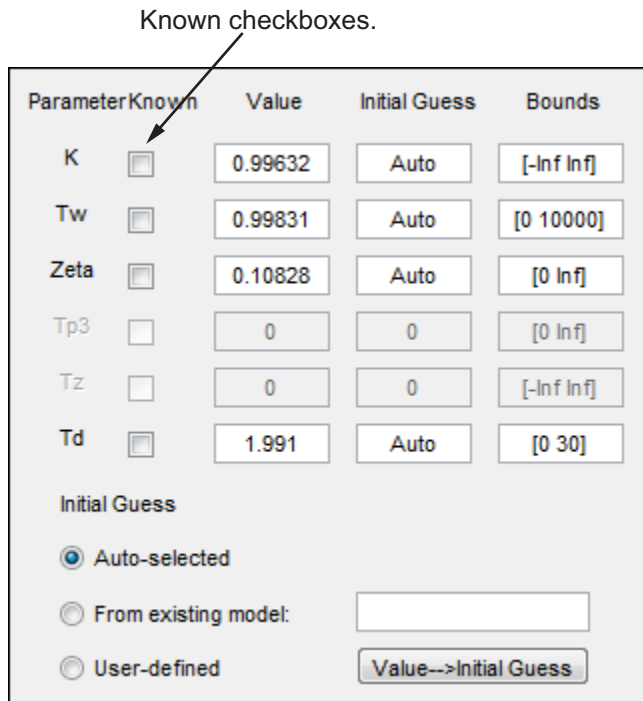 Known checkboxes.
Parameter Known Value Initial Guess Bounds
K 0.99632 Auto [-Inf Inf]
Tw 0.99831 Auto [0 10000]
Zeta 0.10828 Auto [0 Inf]
Tp3 0 0 [0 Inf]
Tz 0 0 [-Inf Inf]
Td 1.991 Auto [0 30]
Initial Guess
Auto-selected
From existing model:
User-defined Value-->Initial Guess